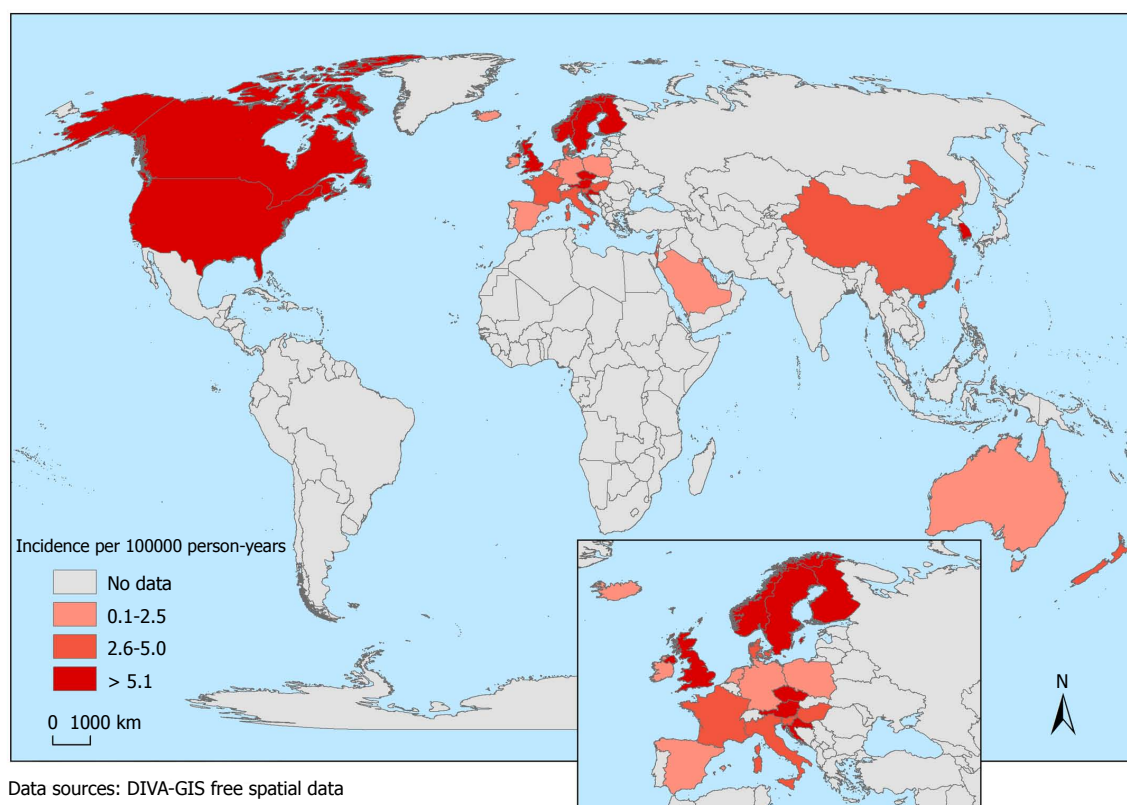 Incidence per 100000 person-years
No data
0.1-2.5
2.6-5.0
> 5.1
0 1000 km
N
Data sources: DIVA-GIS free spatial data